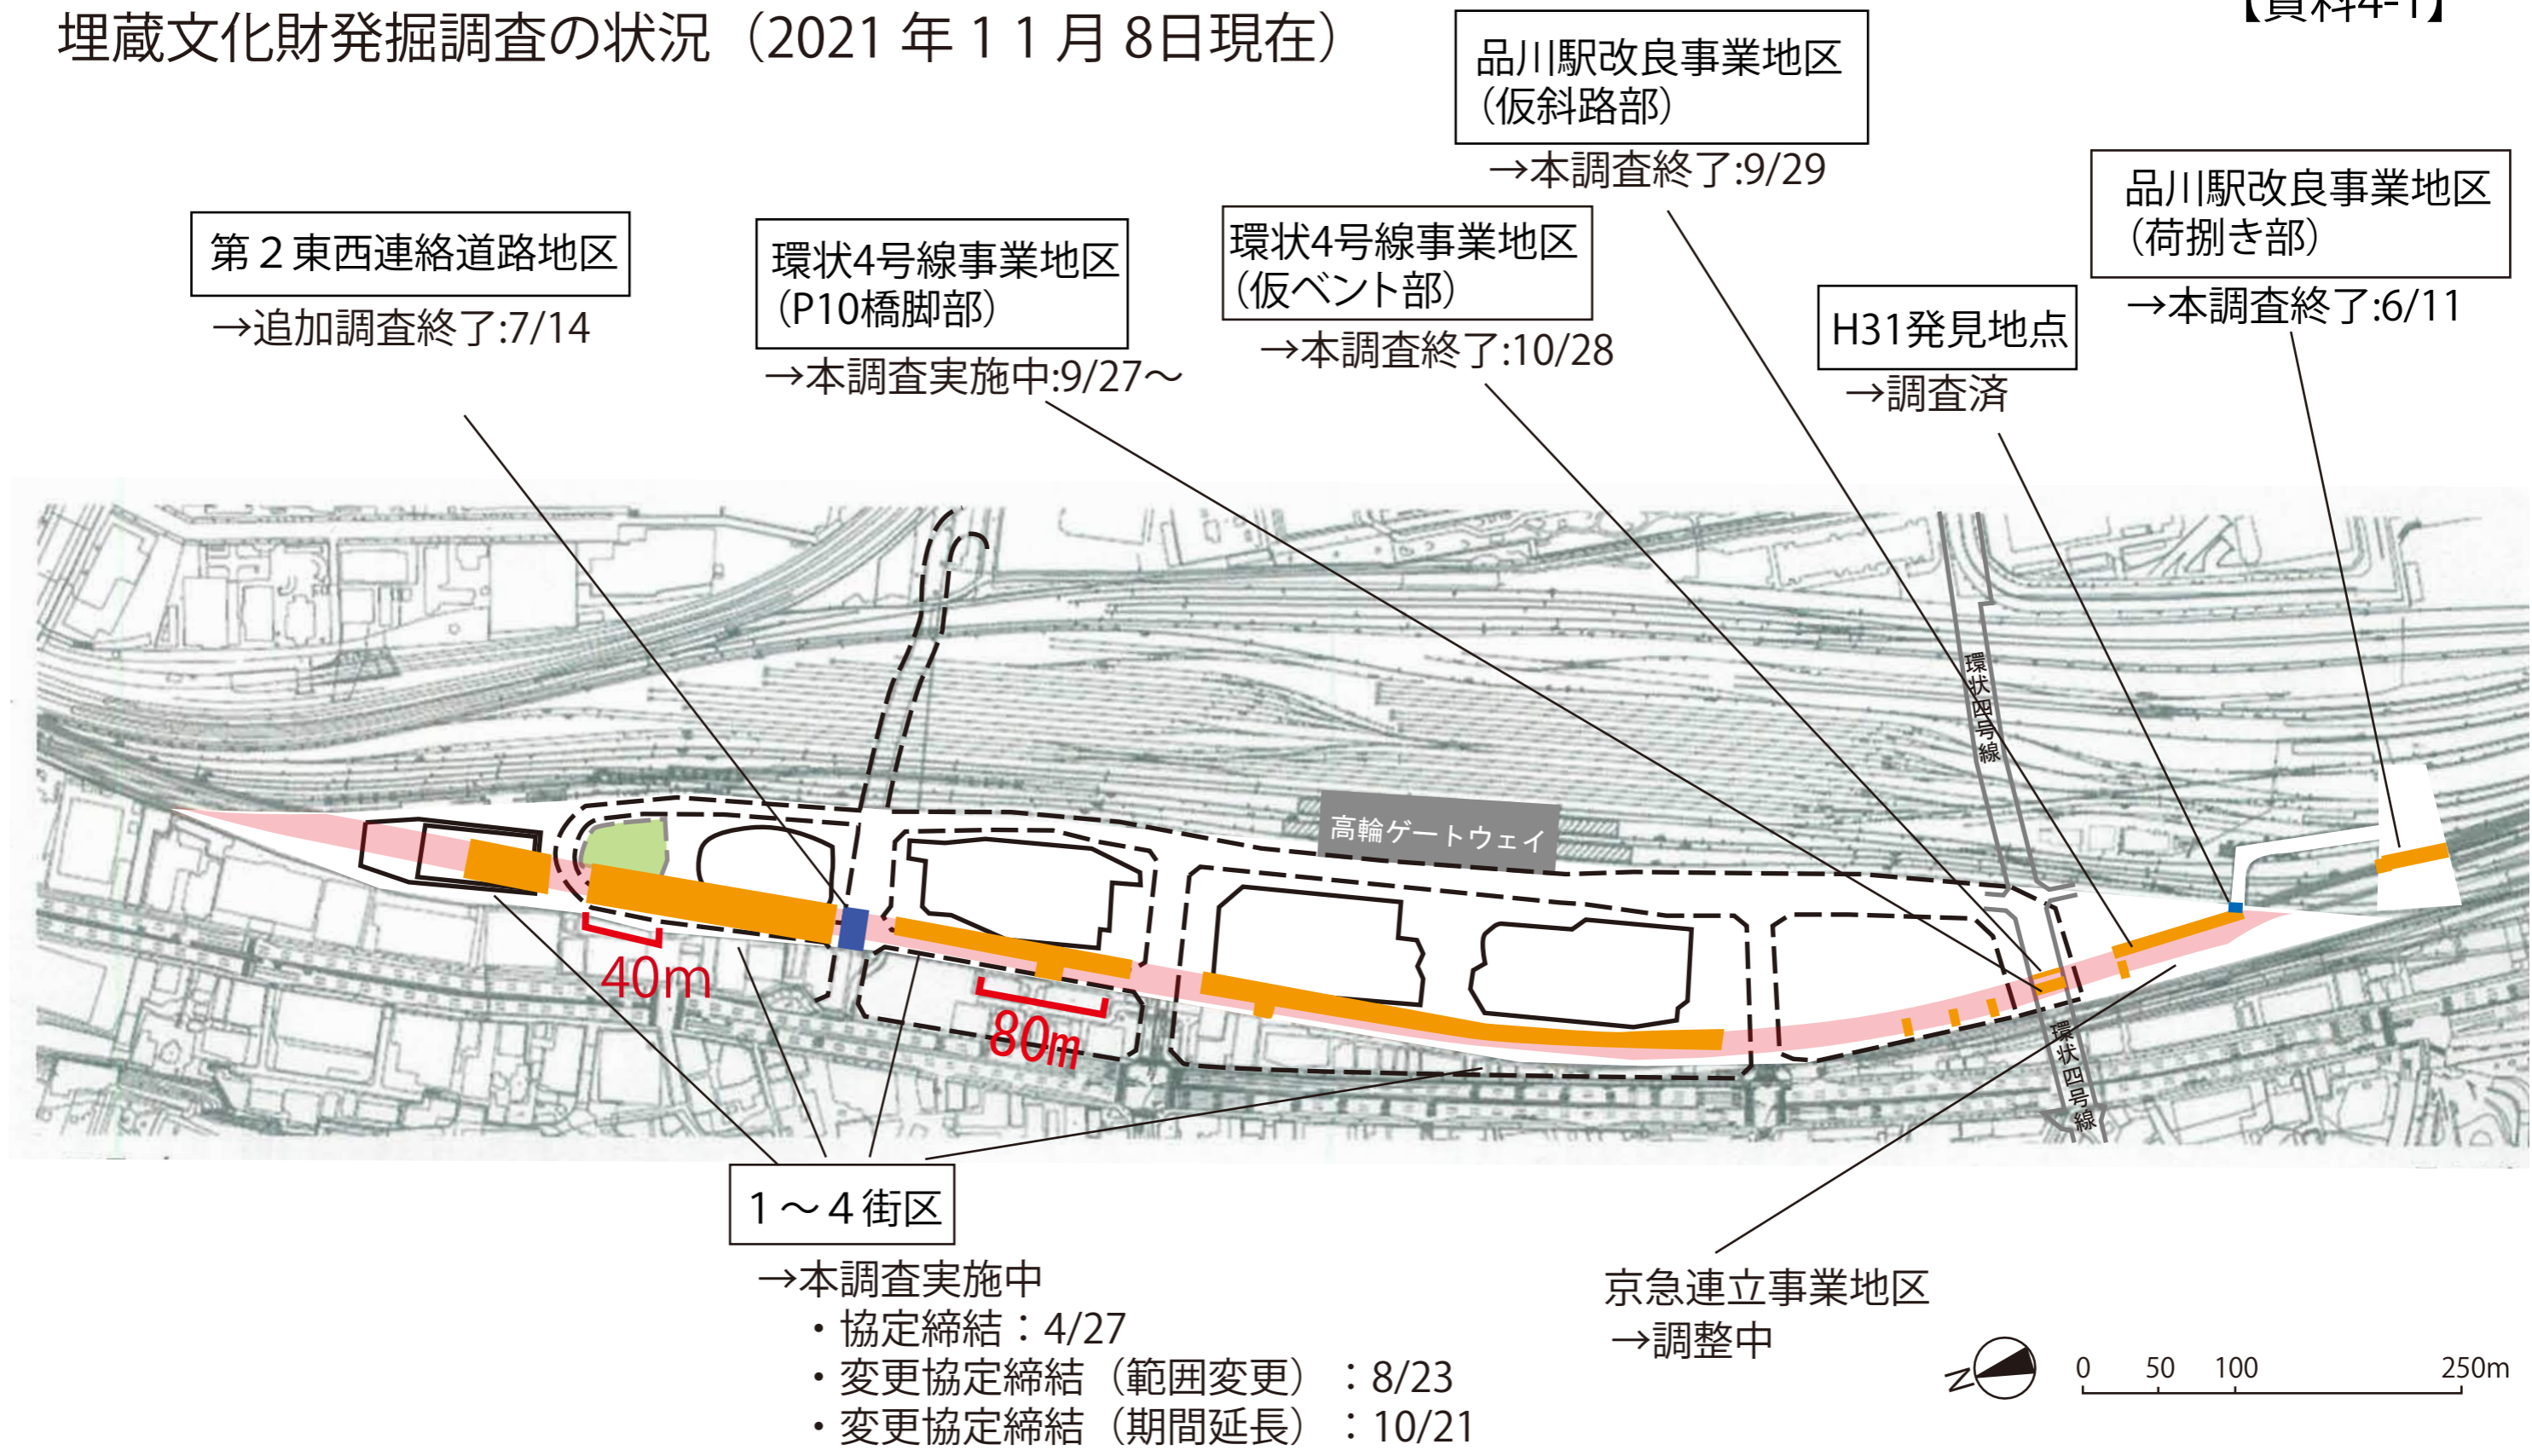 埋蔵文化財発掘調査の状況（2021 年 1 1 月 8日現在）
【資料4-1】
品川駅改良事業地区
（仮斜路部）
→本調査終了:9/29
品川駅改良事業地区
（荷捌き部）
→本調査終了:6/11
第２東西連絡道路地区
→追加調査終了:7/14
環状4号線事業地区
（P10橋脚部）
→本調査実施中:9/27～
環状4号線事業地区
（仮ベント部）
→本調査終了:10/28
H31発見地点
→調査済
環状四号線
高輪ゲートウェイ
40m
80m
環状四号線
１～４街区
→本調査実施中
・協定締結：4/27
・変更協定締結（範囲変更）：8/23
・変更協定締結（期間延長）：10/21
京急連立事業地区
→調整中
N
0 50 100 250m